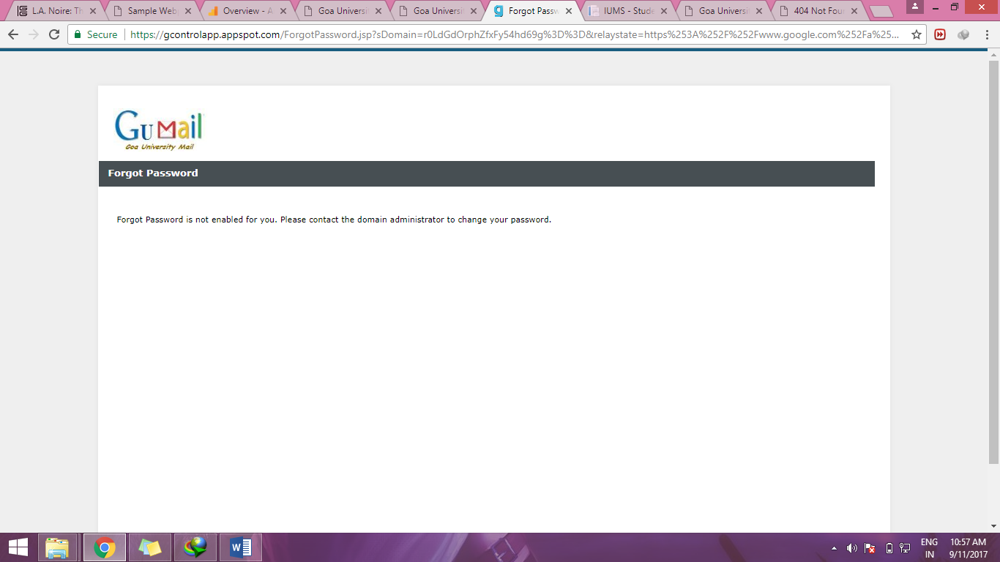 L.A. Noire: Th
Sample Web
Overview - A
Goa Universi
Goa Universi
Forgot Passw
IUMS - Stude
Goa Universi
404 Not Fou
Secure
https://gcontrolapp.appspot.com/ForgotPassword.jsp?sDomain=r0LdGdOrphZfxFy54hd69g%3D%3D&relaystate=https%253A%252F%252Fwww.google.com%252Fa%25...
GU Mail
Goa University Mail
Forgot Password
Forgot Password is not enabled for you. Please contact the domain administrator to change your password.
ENG
IN
10:57 AM
9/11/2017